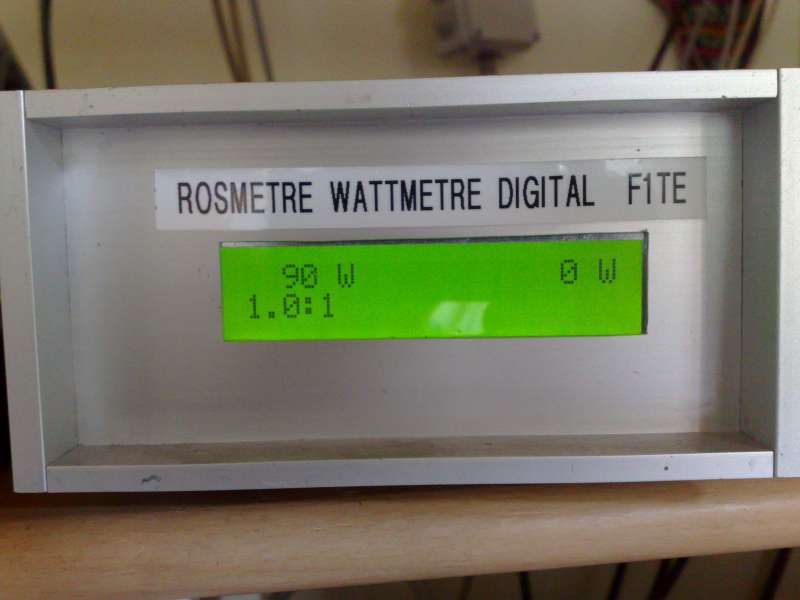 ROSMETRE WATTMETRE DIGITAL F1TE
90 W 0 W
1.0:1